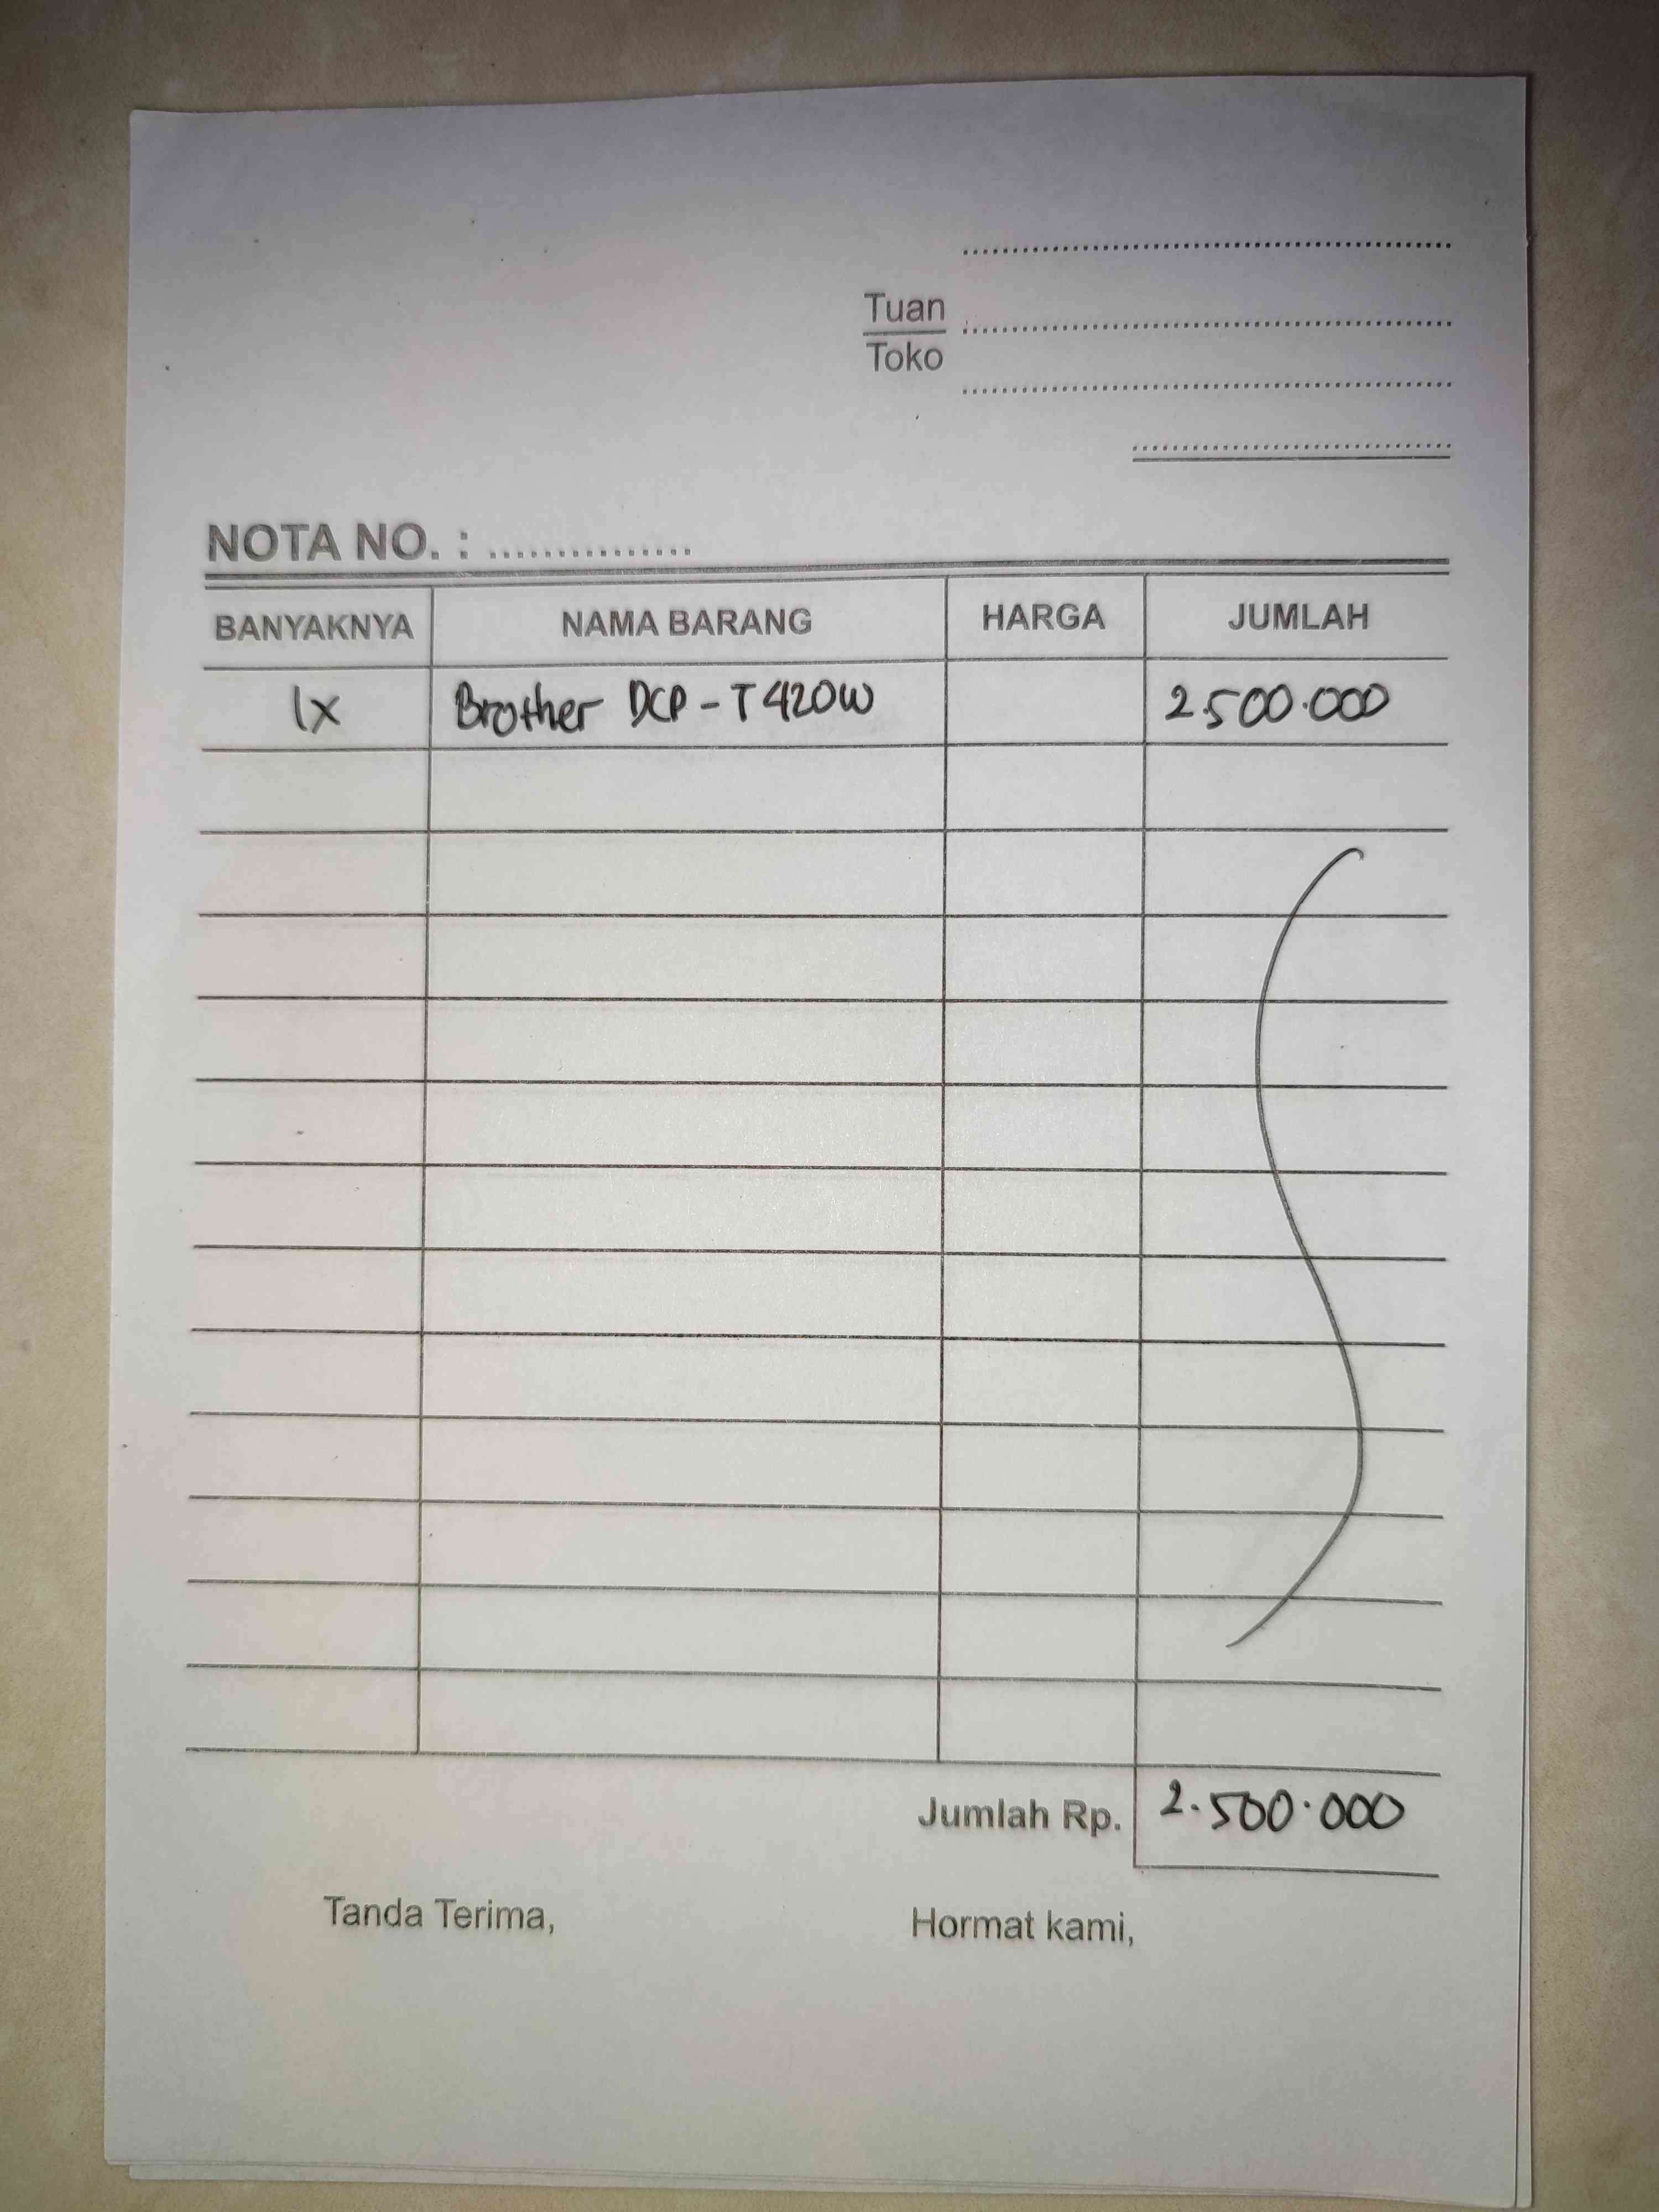 Tuan
Toko
NOTA NO. : ...............
BANYAKNYA NAMA BARANG HARGA JUMLAH
1x Brother DCP - T420W 2.500.000
Jumlah Rp. 2.500.000
Tanda Terima, Hormat kami,